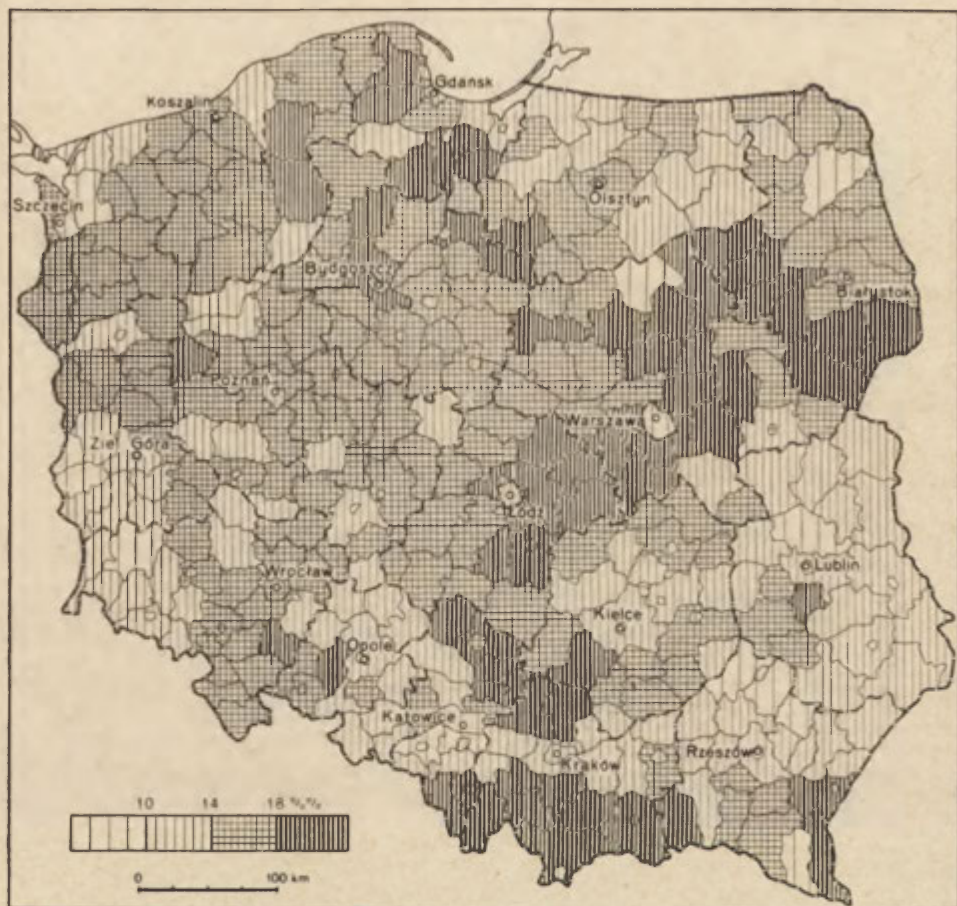 Gdańsk
Koszalin
Olsztyn
Szczecin
Bydgoszcz
Białystok
Poznań
Warszawa
Ziel Góra
Łódź
Lublin
Wrocław
Kielce
Opole
Katowice
Kraków
Rzeszów
10 14 18 %
0 100 km